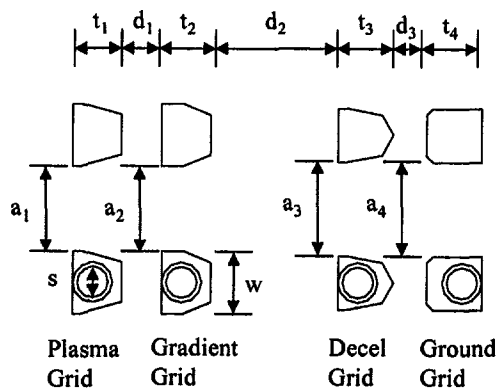 t1 d1 t2 d2 t3 d3 t4
a1 a2 a3 a4
s w
Plasma Grid
Gradient Grid
Decel Grid
Ground Grid